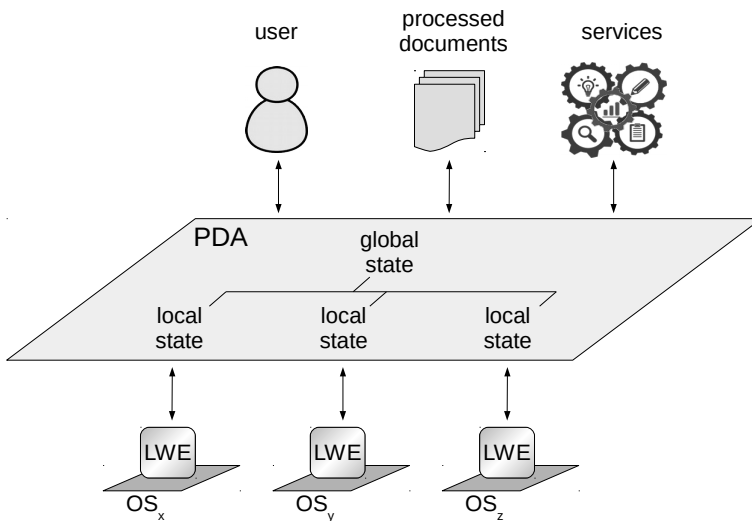 user
processed
documents
services
PDA
global
state
local
state
local
state
local
state
LWE
LWE
LWE
OSx
OSy
OSz